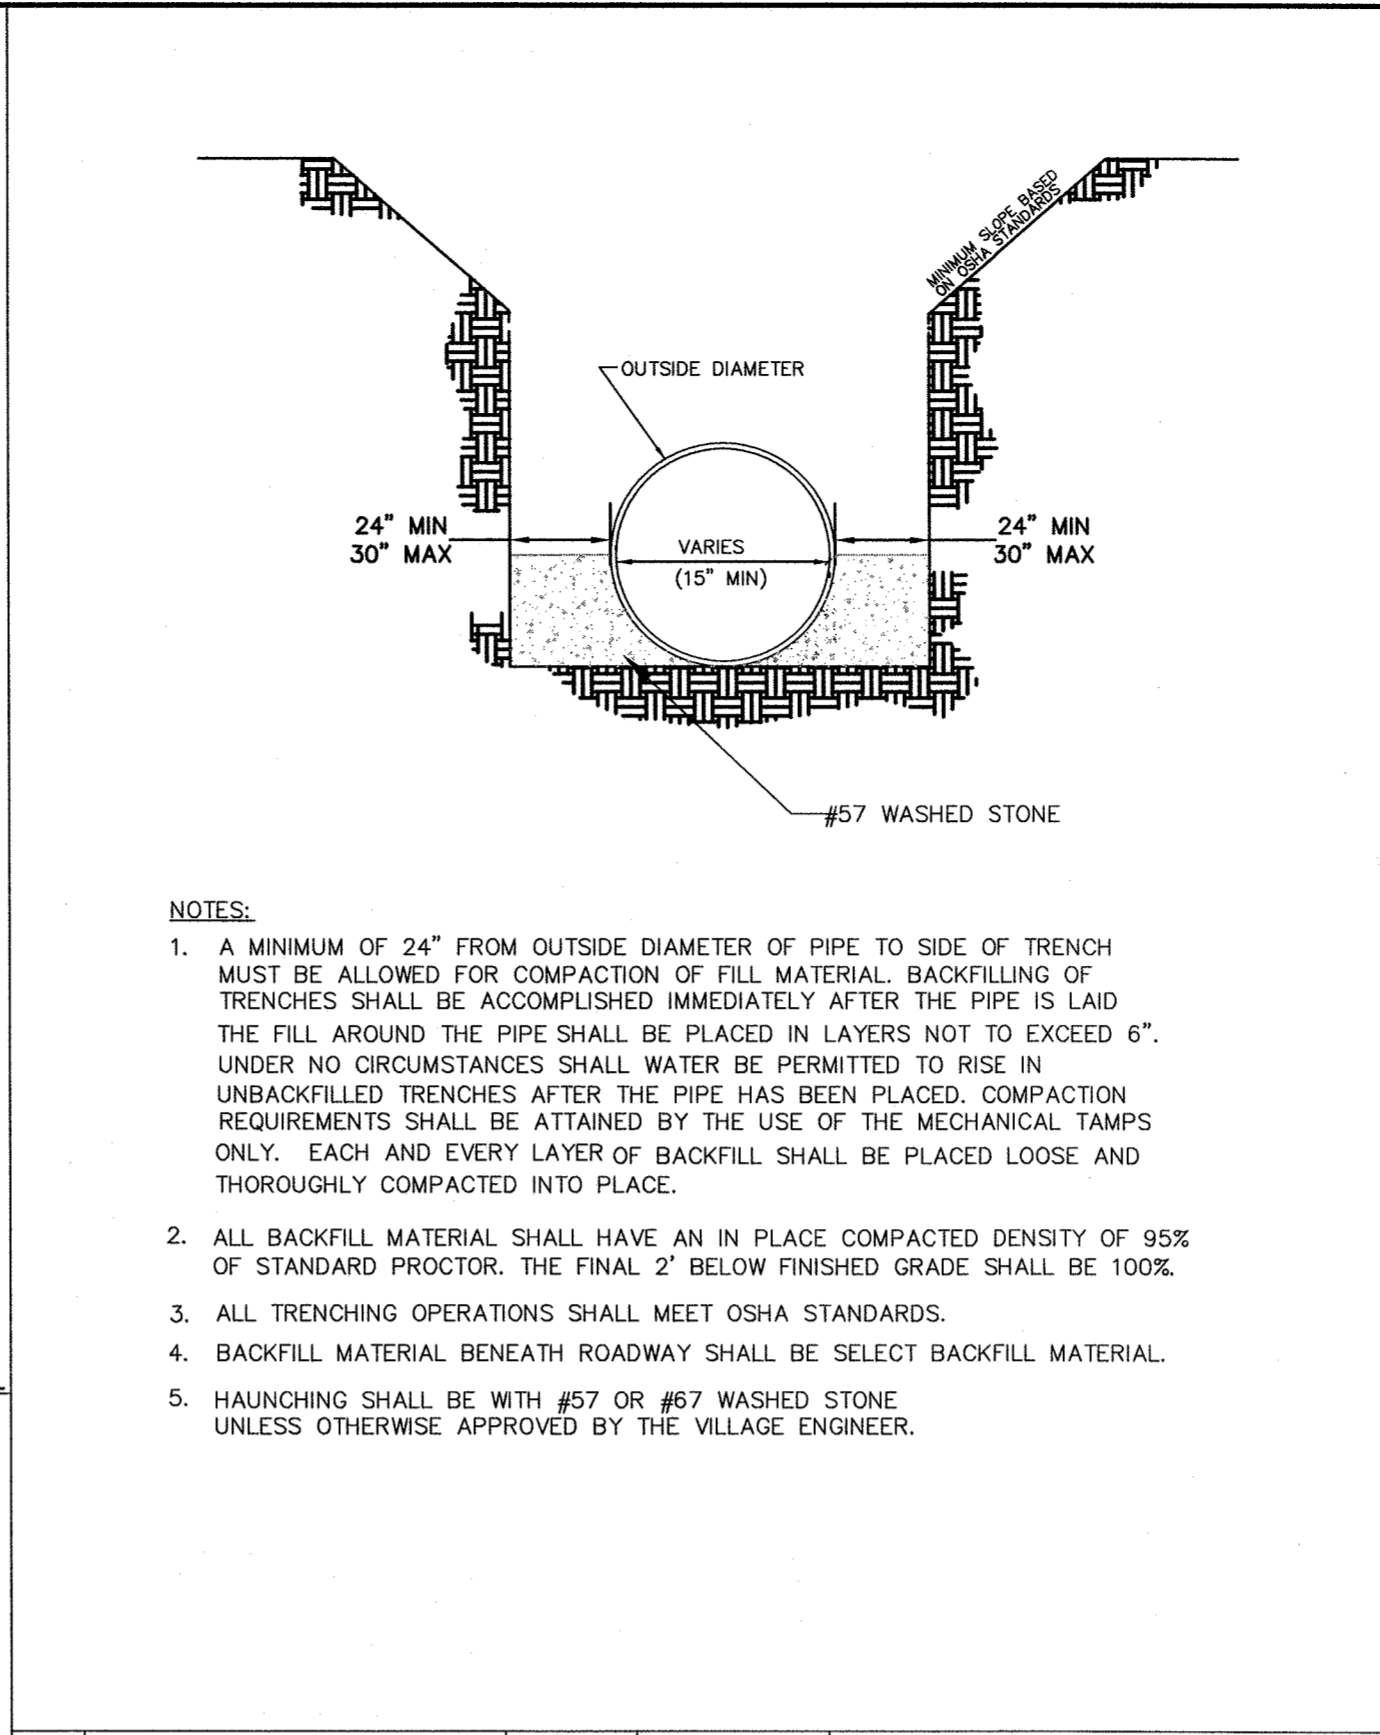 MINIMUM SLOPE BASED
ON OSHA STANDARDS
OUTSIDE DIAMETER
24" MIN
30" MAX
VARIES
(15" MIN)
24" MIN
30" MAX
#57 WASHED STONE
NOTES:
1. A MINIMUM OF 24" FROM OUTSIDE DIAMETER OF PIPE TO SIDE OF TRENCH
MUST BE ALLOWED FOR COMPACTION OF FILL MATERIAL. BACKFILLING OF
TRENCHES SHALL BE ACCOMPLISHED IMMEDIATELY AFTER THE PIPE IS LAID
THE FILL AROUND THE PIPE SHALL BE PLACED IN LAYERS NOT TO EXCEED 6".
UNDER NO CIRCUMSTANCES SHALL WATER BE PERMITTED TO RISE IN
UNBACKFILLED TRENCHES AFTER THE PIPE HAS BEEN PLACED. COMPACTION
REQUIREMENTS SHALL BE ATTAINED BY THE USE OF THE MECHANICAL TAMPS
ONLY. EACH AND EVERY LAYER OF BACKFILL SHALL BE PLACED LOOSE AND
THOROUGHLY COMPACTED INTO PLACE.
2. ALL BACKFILL MATERIAL SHALL HAVE AN IN PLACE COMPACTED DENSITY OF 95%
OF STANDARD PROCTOR. THE FINAL 2' BELOW FINISHED GRADE SHALL BE 100%.
3. ALL TRENCHING OPERATIONS SHALL MEET OSHA STANDARDS.
4. BACKFILL MATERIAL BENEATH ROADWAY SHALL BE SELECT BACKFILL MATERIAL.
5. HAUNCHING SHALL BE WITH #57 OR #67 WASHED STONE
UNLESS OTHERWISE APPROVED BY THE VILLAGE ENGINEER.